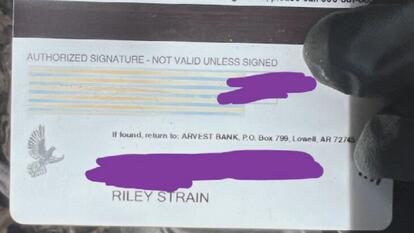 AUTHORIZED SIGNATURE - NOT VALID UNLESS SIGNED
If found, return to: ARVEST BANK, P.O. Box 799, Lowell, AR 72745
RILEY STRAIN